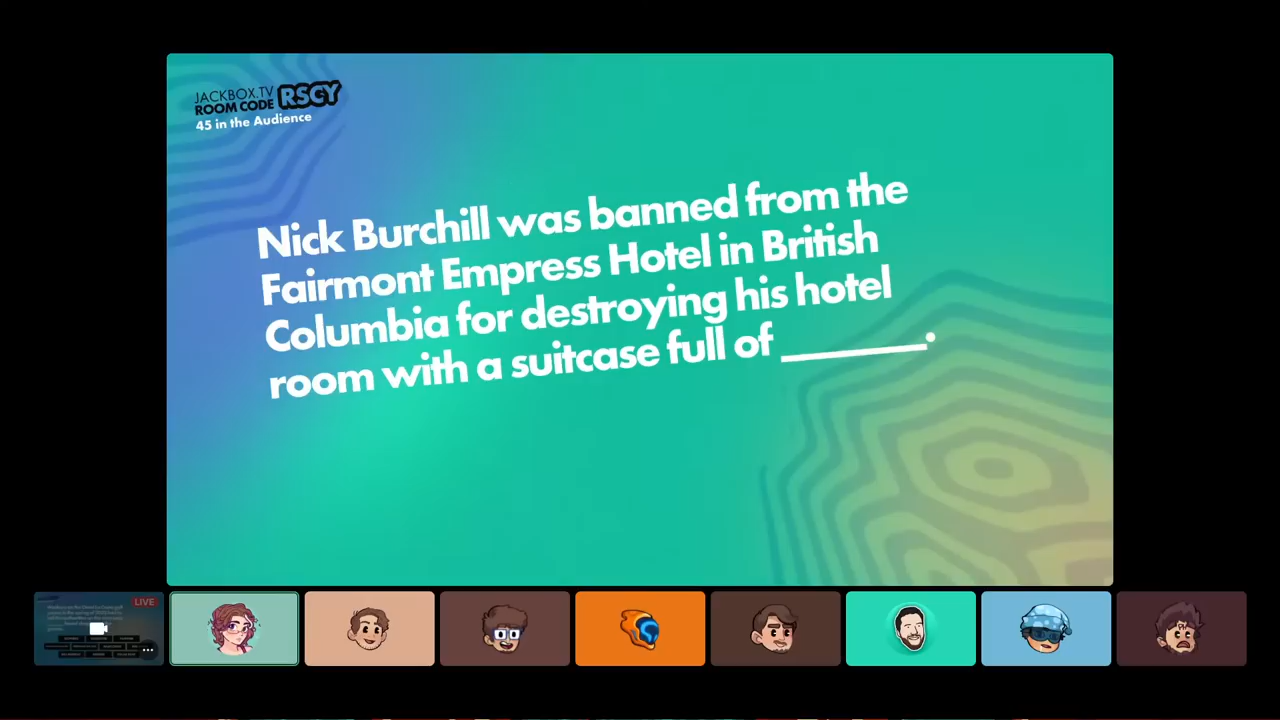 JACKBOX.TV
ROOM CODE RSCY
45 in the Audience
Nick Burchill was banned from the
Fairmont Empress Hotel in British
Columbia for destroying his hotel
room with a suitcase full of ________.
LIVE